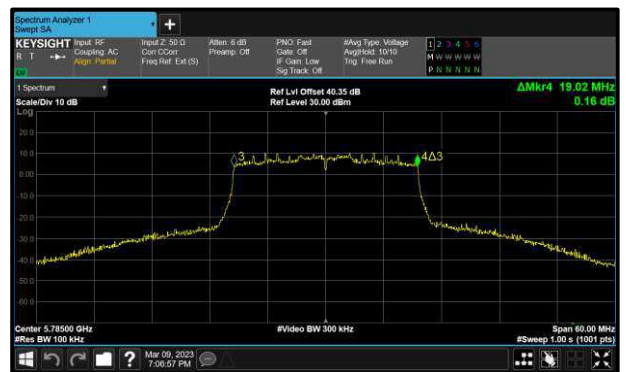 Spectrum Analyzer 1
Swept SA
+
KEYSIGHT Input: RF Input Z: 50 Ω Atten: 6 dB PNO: Fast #Avg Type: Voltage 1 2 3 4 5 6
R T Coupling: AC Corr CCorr Preamp: Off Gate: Off Avg|Hold: 10/10 M W W W W W
Align: Partial Freq Ref: Ext (S) IF Gain: Low Trig: Free Run
Sig Track: Off P N N N N N
1 Spectrum ΔMkr4 19.02 MHz
Ref Lvl Offset 40.35 dB
Scale/Div 10 dB Ref Level 30.00 dBm 0.16 dB
Log
20.0
10.0
3 4Δ3
0.00
-10.0
-20.0
-30.0
-40.0
-50.0
-60.0
Center 5.78500 GHz #Video BW 300 kHz Span 60.00 MHz
#Res BW 100 kHz #Sweep 1.00 s (1001 pts)
? Mar 09, 2023
7:06:57 PM